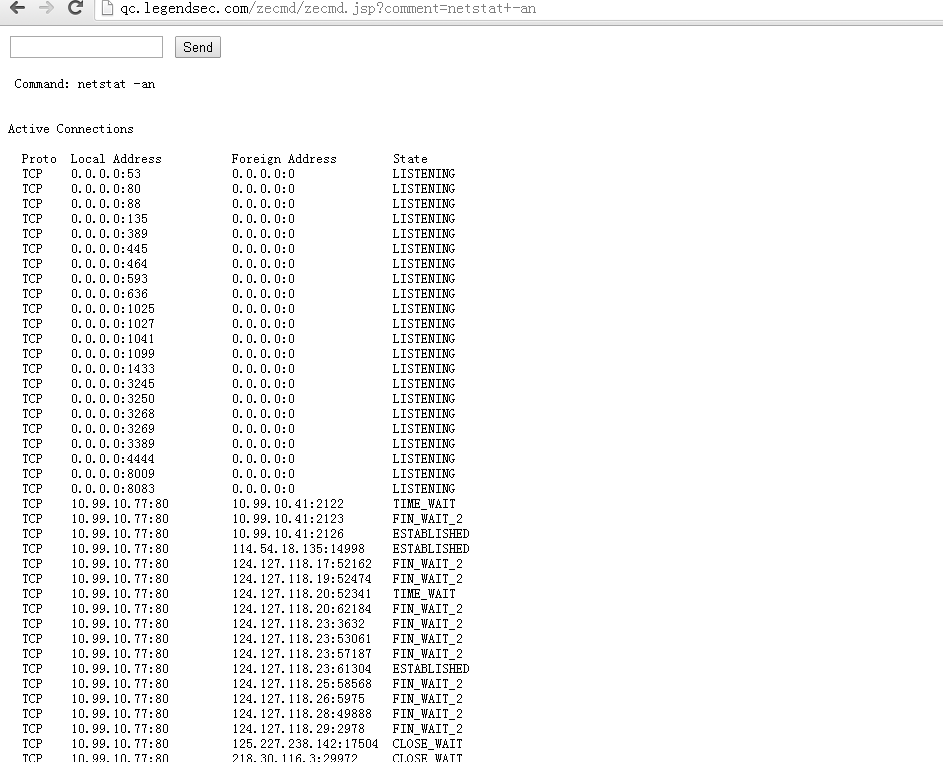 qc.legendsec.com/zecmd/zecmd.jsp?comment=netstat+-an
Send
Command: netstat -an
Active Connections
Proto Local Address Foreign Address State
TCP 0.0.0.0:53 0.0.0.0:0 LISTENING
TCP 0.0.0.0:80 0.0.0.0:0 LISTENING
TCP 0.0.0.0:88 0.0.0.0:0 LISTENING
TCP 0.0.0.0:135 0.0.0.0:0 LISTENING
TCP 0.0.0.0:389 0.0.0.0:0 LISTENING
TCP 0.0.0.0:445 0.0.0.0:0 LISTENING
TCP 0.0.0.0:464 0.0.0.0:0 LISTENING
TCP 0.0.0.0:593 0.0.0.0:0 LISTENING
TCP 0.0.0.0:636 0.0.0.0:0 LISTENING
TCP 0.0.0.0:1025 0.0.0.0:0 LISTENING
TCP 0.0.0.0:1027 0.0.0.0:0 LISTENING
TCP 0.0.0.0:1041 0.0.0.0:0 LISTENING
TCP 0.0.0.0:1099 0.0.0.0:0 LISTENING
TCP 0.0.0.0:1433 0.0.0.0:0 LISTENING
TCP 0.0.0.0:3245 0.0.0.0:0 LISTENING
TCP 0.0.0.0:3250 0.0.0.0:0 LISTENING
TCP 0.0.0.0:3268 0.0.0.0:0 LISTENING
TCP 0.0.0.0:3269 0.0.0.0:0 LISTENING
TCP 0.0.0.0:3389 0.0.0.0:0 LISTENING
TCP 0.0.0.0:4444 0.0.0.0:0 LISTENING
TCP 0.0.0.0:8009 0.0.0.0:0 LISTENING
TCP 0.0.0.0:8083 0.0.0.0:0 LISTENING
TCP 10.99.10.77:80 10.99.10.41:2122 TIME_WAIT
TCP 10.99.10.77:80 10.99.10.41:2123 FIN_WAIT_2
TCP 10.99.10.77:80 10.99.10.41:2126 ESTABLISHED
TCP 10.99.10.77:80 114.54.18.135:14998 ESTABLISHED
TCP 10.99.10.77:80 124.127.118.17:52162 FIN_WAIT_2
TCP 10.99.10.77:80 124.127.118.19:52474 FIN_WAIT_2
TCP 10.99.10.77:80 124.127.118.20:52341 TIME_WAIT
TCP 10.99.10.77:80 124.127.118.20:62184 FIN_WAIT_2
TCP 10.99.10.77:80 124.127.118.23:3632 FIN_WAIT_2
TCP 10.99.10.77:80 124.127.118.23:53061 FIN_WAIT_2
TCP 10.99.10.77:80 124.127.118.23:57187 FIN_WAIT_2
TCP 10.99.10.77:80 124.127.118.23:61304 ESTABLISHED
TCP 10.99.10.77:80 124.127.118.25:58568 FIN_WAIT_2
TCP 10.99.10.77:80 124.127.118.26:5975 FIN_WAIT_2
TCP 10.99.10.77:80 124.127.118.28:49888 FIN_WAIT_2
TCP 10.99.10.77:80 124.127.118.29:2978 FIN_WAIT_2
TCP 10.99.10.77:80 125.227.238.142:17504 CLOSE_WAIT
TCP 10.99.10.77:80 218.30.116.3:29972 CLOSE_WAIT